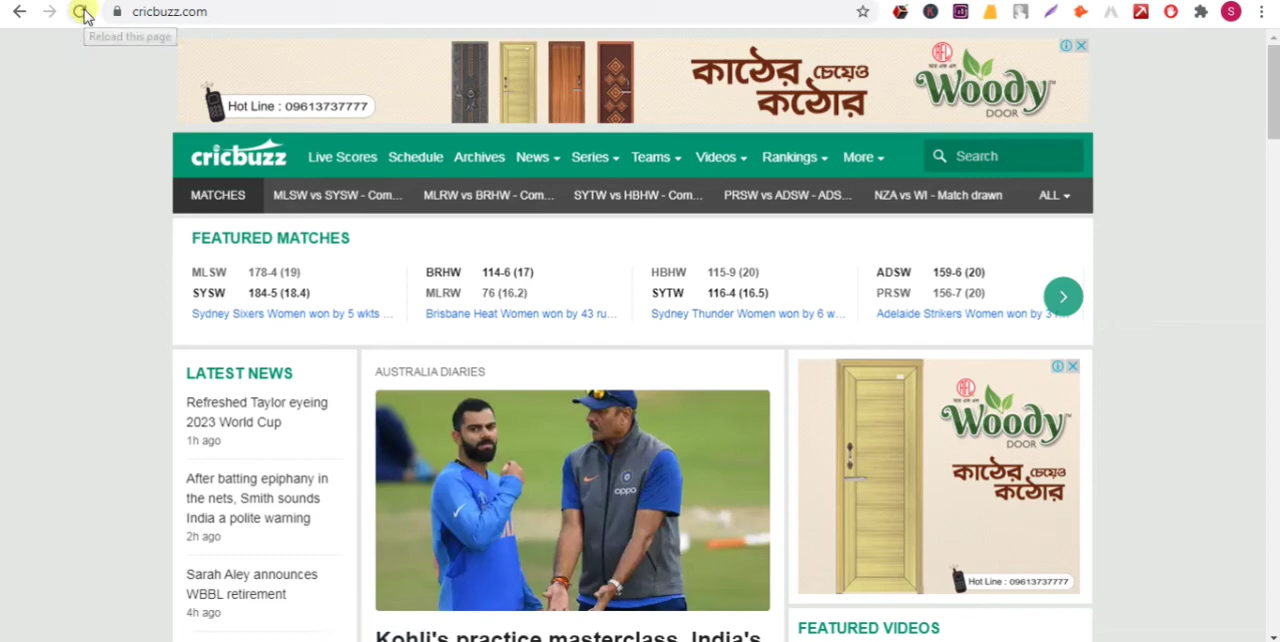 cricbuzz.com
Reload this page
Hot Line : 09613737777
কাঠের চেয়েও
কঠোর
Woody
DOOR
cricbuzz
Live Scores
Schedule
Archives
News
Series
Teams
Videos
Rankings
More
Search
MATCHES
MLSW vs SYSW - Com...
MLRW vs BRHW - Com...
SYTW vs HBHW - Com...
PRSW vs ADSW - ADS...
NZA vs WI - Match drawn
ALL
FEATURED MATCHES
MLSW 178-4 (19)
SYSW 184-5 (18.4)
Sydney Sixers Women won by 5 wkts ...
BRHW 114-6 (17)
MLRW 76 (16.2)
Brisbane Heat Women won by 43 ru...
HBHW 115-9 (20)
SYTW 116-4 (16.5)
Sydney Thunder Women won by 6 w...
ADSW 159-6 (20)
PRSW 156-7 (20)
Adelaide Strikers Women won by 3
LATEST NEWS
Refreshed Taylor eyeing
2023 World Cup
1h ago
After batting epiphany in
the nets, Smith sounds
India a polite warning
2h ago
Sarah Aley announces
WBBL retirement
4h ago
AUSTRALIA DIARIES
oppo
Kohli's practice masterclass, India's
Woody
DOOR
কাঠের চেয়েও
কঠোর
Hot Line : 09613737777
FEATURED VIDEOS